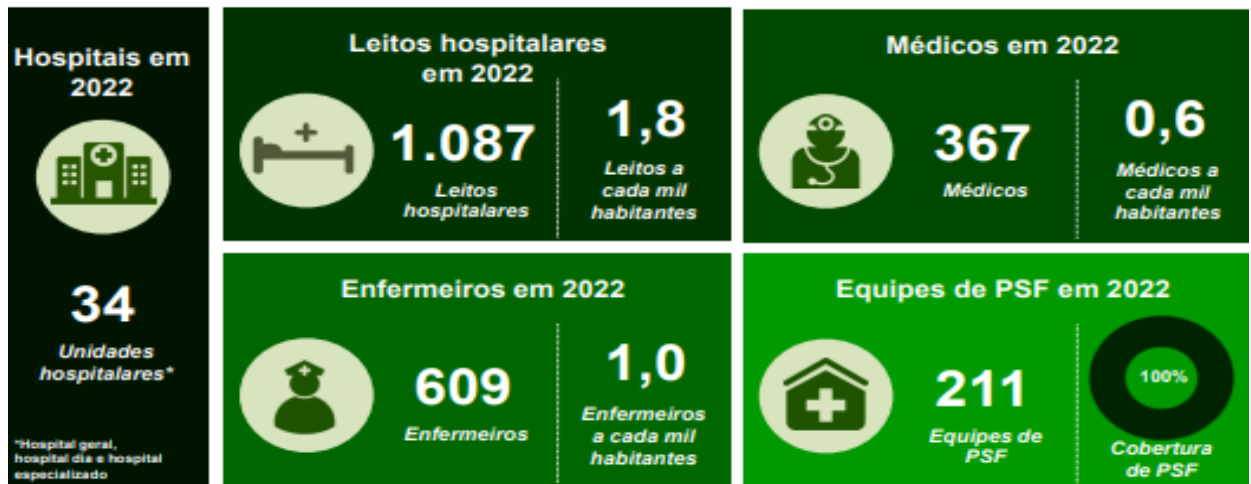 Hospitais em
2022
34
Unidades
hospitalares*
*Hospital geral,
hospital dia e hospital
especializado
Leitos hospitalares
em 2022
1.087
Leitos
hospitalares
1,8
Leitos a
cada mil
habitantes
Médicos em 2022
367
Médicos
0,6
Médicos a
cada mil
habitantes
Enfermeiros em 2022
609
Enfermeiros
1,0
Enfermeiros
a cada mil
habitantes
Equipes de PSF em 2022
211
Equipes de
PSF
100%
Cobertura
de PSF